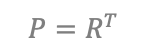 P = R^T